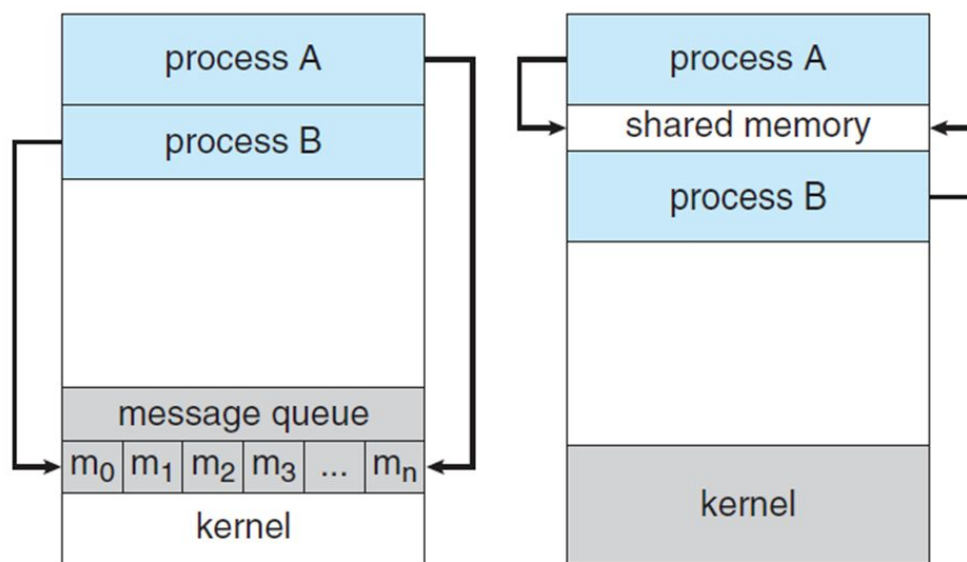 process A
process B
message queue
m0 m1 m2 m3 ... mn
kernel
process A
shared memory
process B
kernel